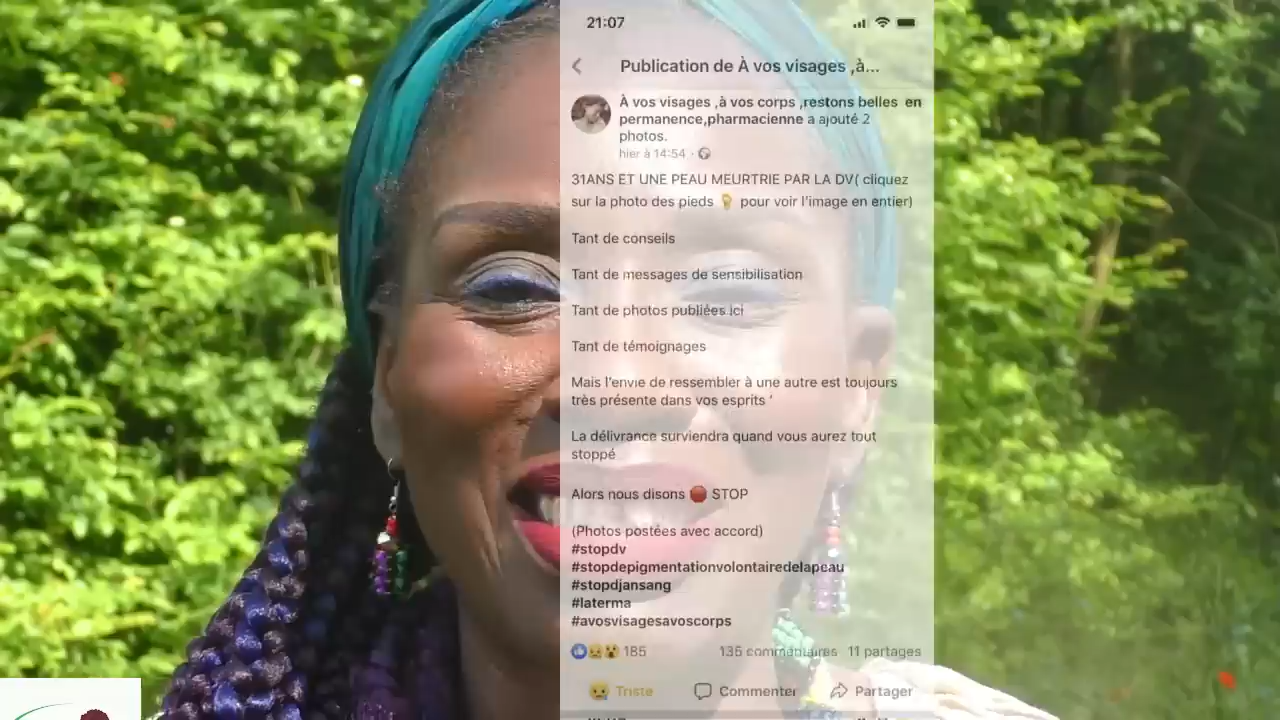 21:07
Publication de À vos visages ,à...
À vos visages ,à vos corps ,restons belles en
permanence,pharmacienne a ajouté 2
photos.
hier à 14:54 ·
31ANS ET UNE PEAU MEURTRIE PAR LA DV( cliquez
sur la photo des pieds 👇 pour voir l'image en entier)
Tant de conseils
Tant de messages de sensibilisation
Tant de photos publiées ici
Tant de témoignages
Mais l'envie de ressembler à une autre est toujours
très présente dans vos esprits ’
La délivrance surviendra quand vous aurez tout
stoppé
Alors nous disons 🛑 STOP
(Photos postées avec accord)
#stopdv
#stopdepigmentationvolontairedelapeau
#stopdjansang
#laterma
#avosvisagesavoscorps
185 135 commentaires 11 partages
Triste Commenter Partager